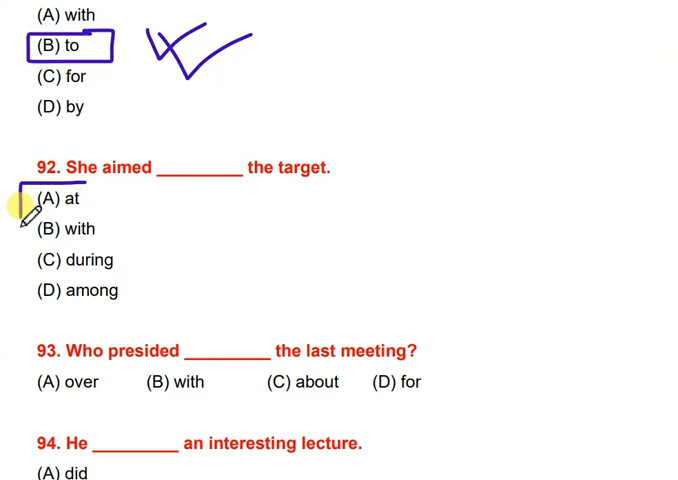 (A) with
(B) to
(C) for
(D) by
92. She aimed _________ the target.
(A) at
(B) with
(C) during
(D) among
93. Who presided _________ the last meeting?
(A) over (B) with (C) about (D) for
94. He _________ an interesting lecture.
(A) did